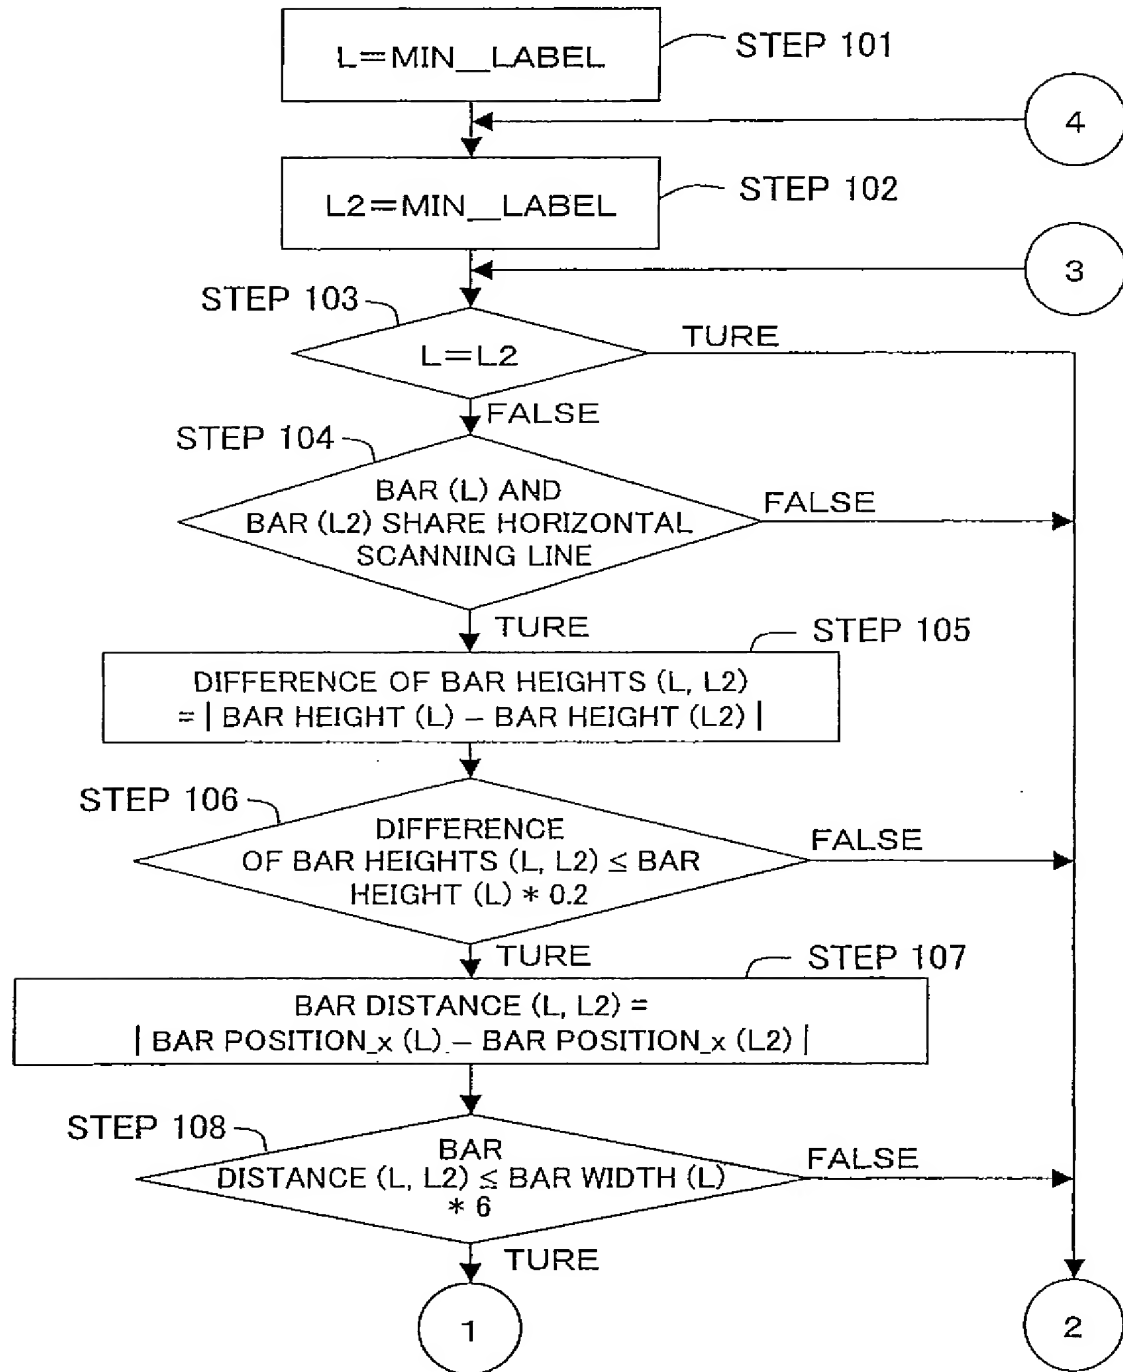 L=MIN__LABEL
STEP 101
4
L2=MIN__LABEL
STEP 102
3
STEP 103
L=L2
TURE
FALSE
STEP 104
BAR (L) AND
BAR (L2) SHARE HORIZONTAL
SCANNING LINE
FALSE
TURE
STEP 105
DIFFERENCE OF BAR HEIGHTS (L, L2)
= | BAR HEIGHT (L) – BAR HEIGHT (L2) |
STEP 106
DIFFERENCE
OF BAR HEIGHTS (L, L2) ≤ BAR
HEIGHT (L) * 0.2
FALSE
TURE
STEP 107
BAR DISTANCE (L, L2) =
| BAR POSITION_x (L) – BAR POSITION_x (L2) |
STEP 108
BAR
DISTANCE (L, L2) ≤ BAR WIDTH (L)
* 6
FALSE
TURE
1
2